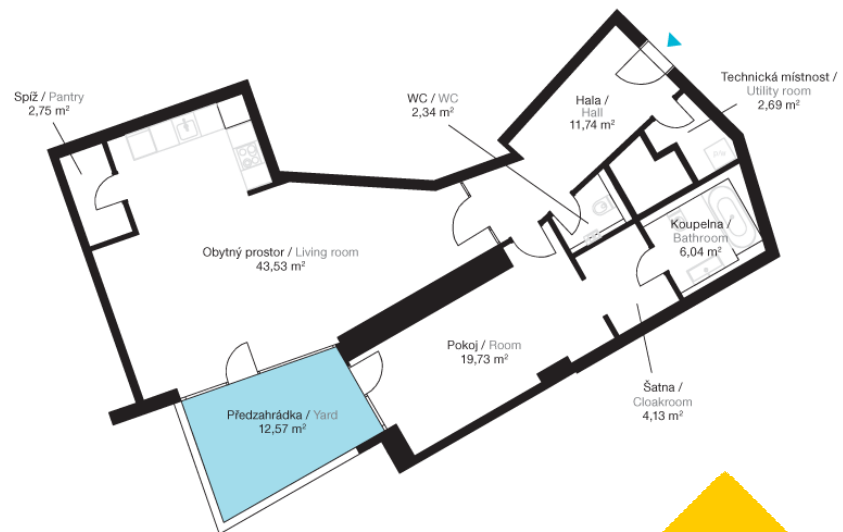 Spíž / Pantry
2,75 m²
WC / WC
2,34 m²
Hala /
Hall
11,74 m²
Technická místnost /
Utility room
2,69 m²
Obytný prostor / Living room
43,53 m²
Koupelna /
Bathroom
6,04 m²
Pokoj / Room
19,73 m²
Šatna /
Cloakroom
4,13 m²
Předzahrádka / Yard
12,57 m²